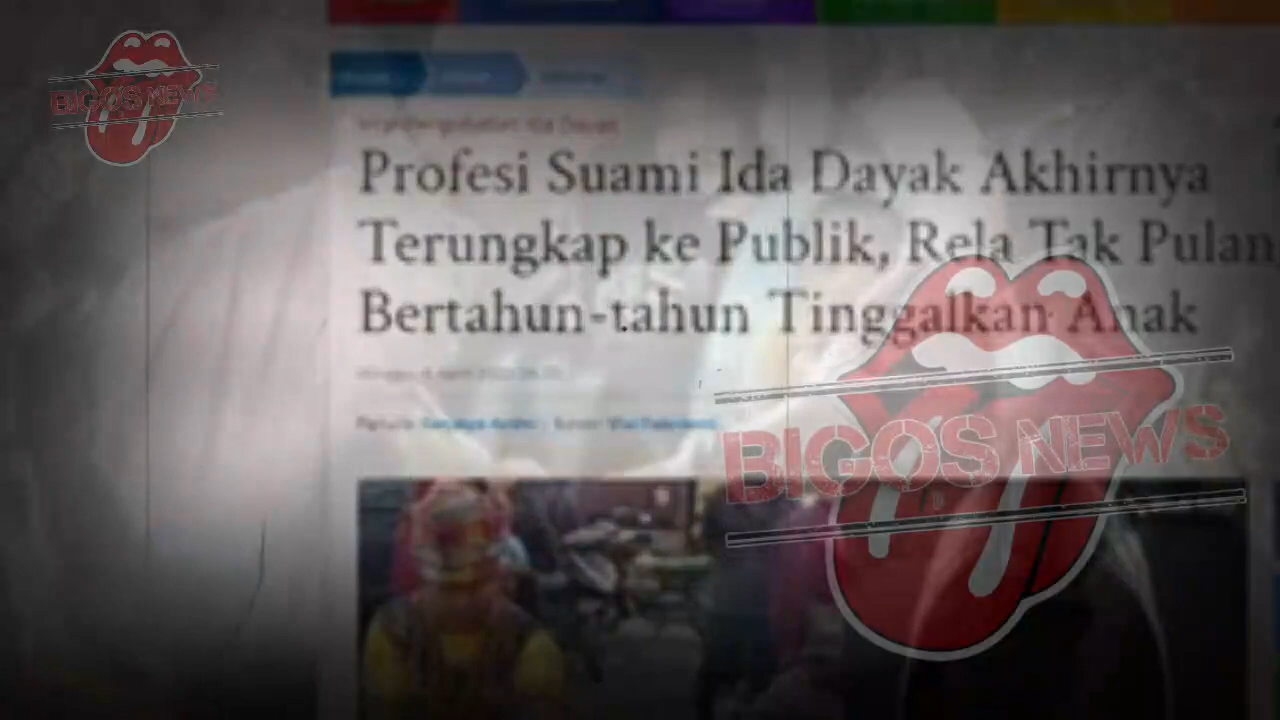 BIGOS NEWS
Profesi Suami Ida Dayak Akhirnya
Terungkap ke Publik, Rela Tak Pulan
Bertahun-tahun Tinggalkan Anak
BIGOS NEWS